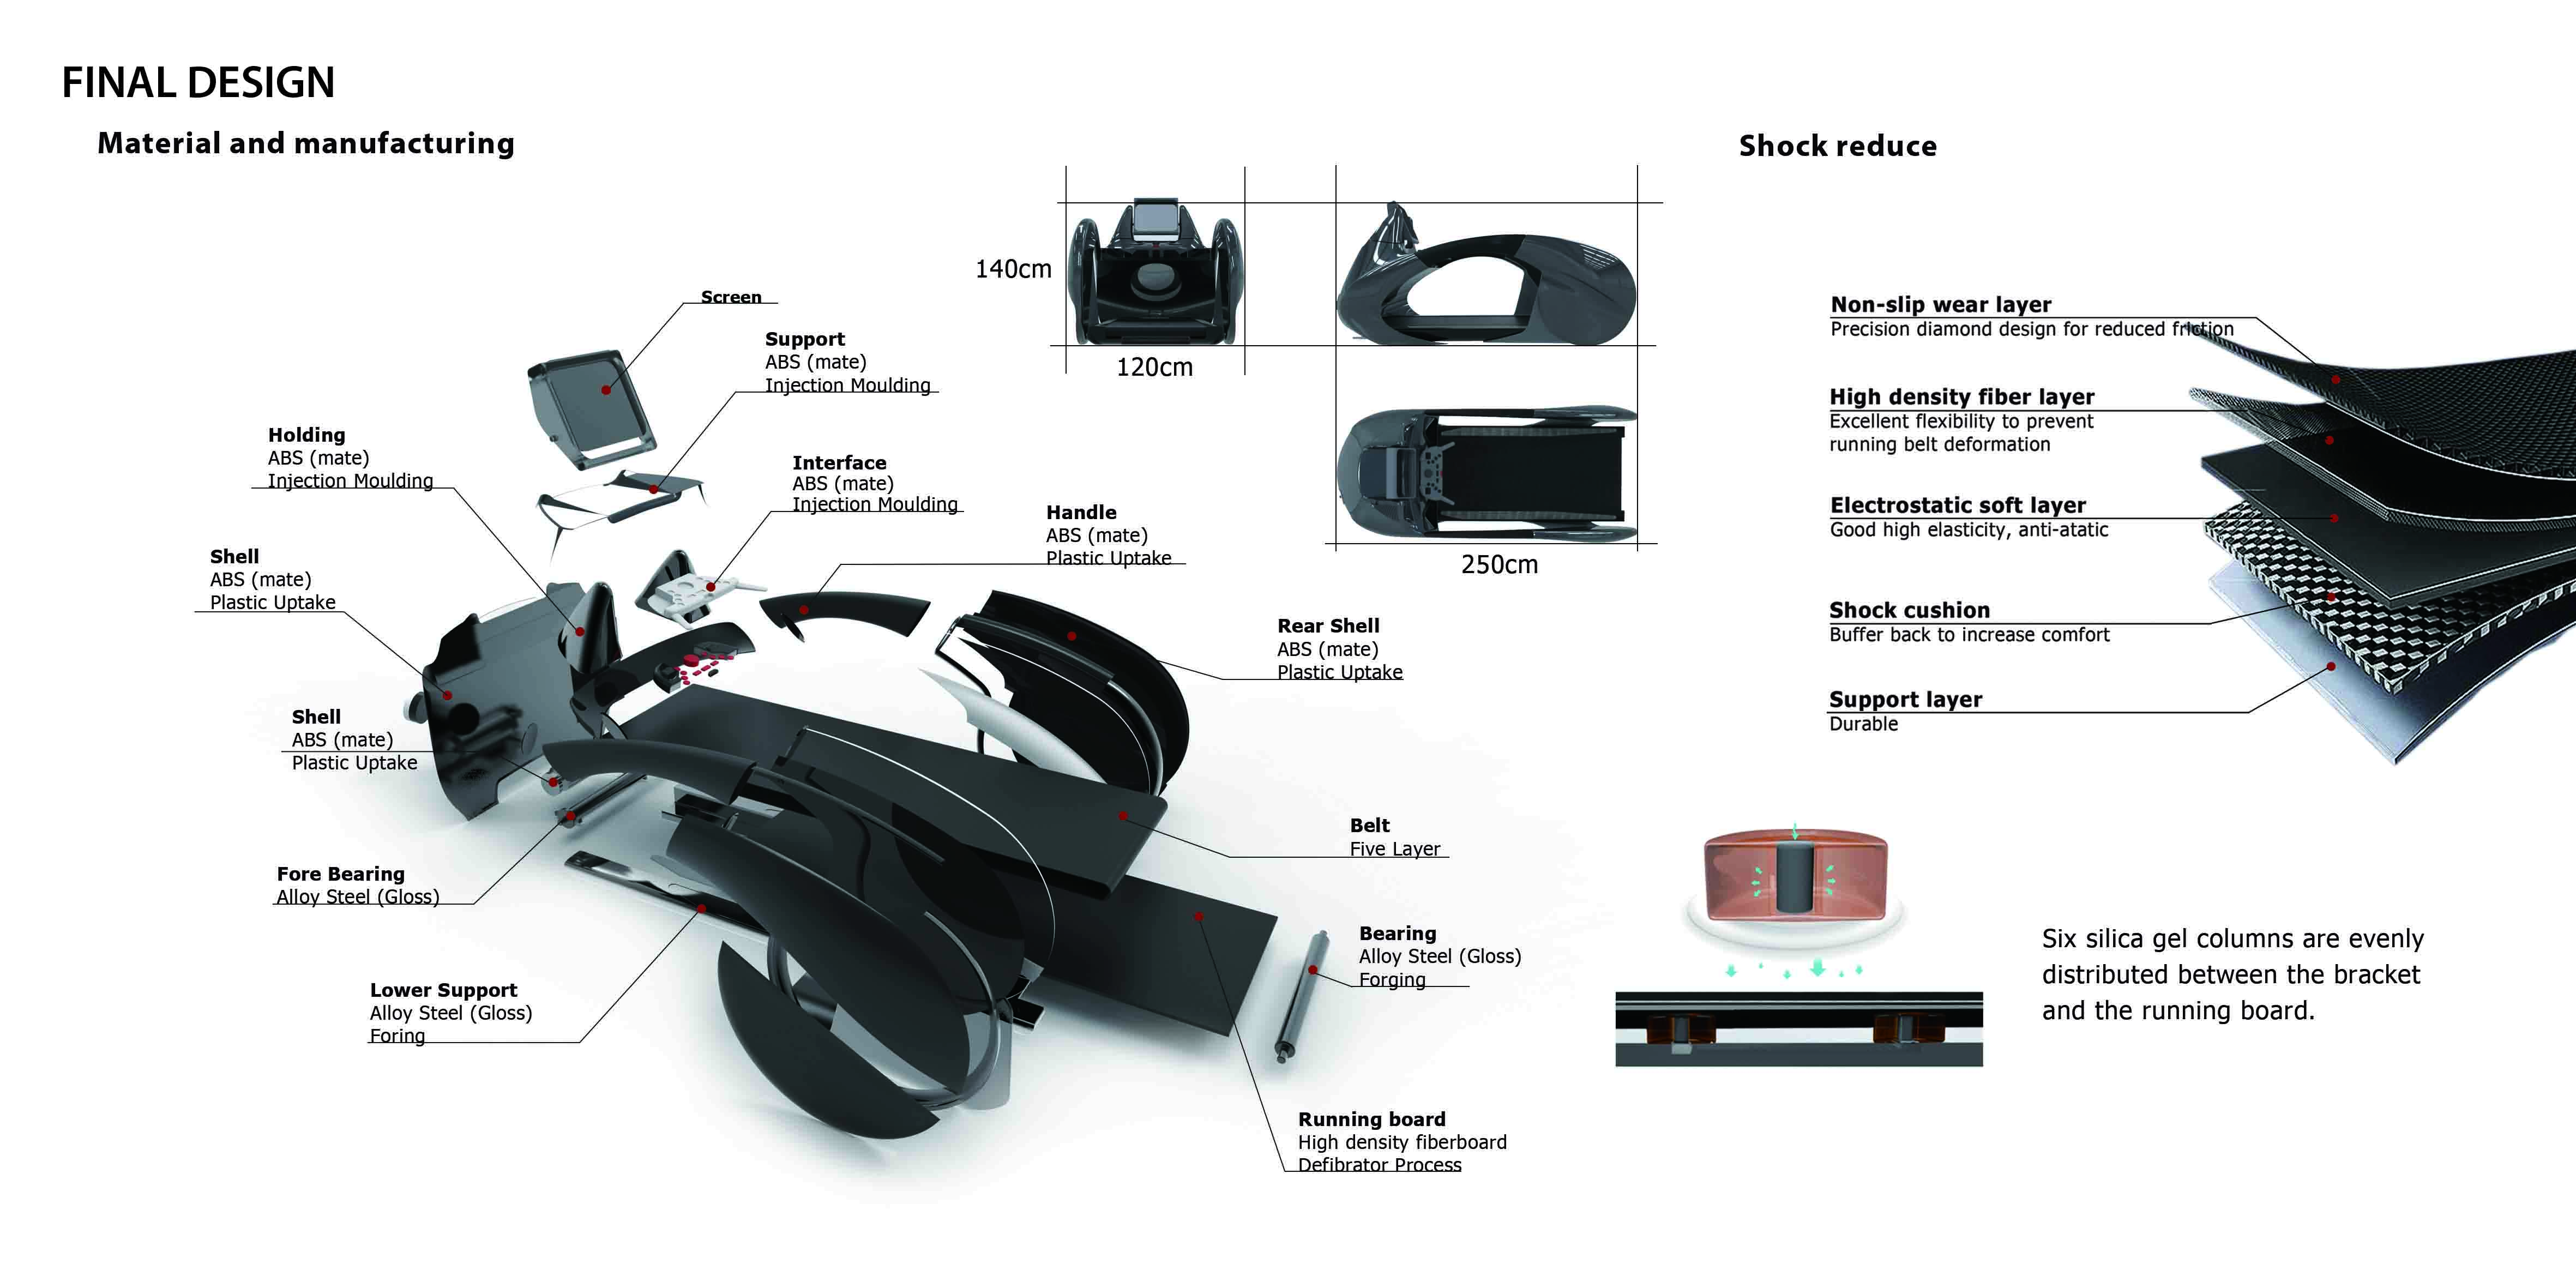 FINAL DESIGN
Material and manufacturing
Screen
Support
ABS (mate)
Injection Moulding
Holding
ABS (mate)
Injection Moulding
Interface
ABS (mate)
Injection Moulding
Handle
ABS (mate)
Plastic Uptake
Shell
ABS (mate)
Plastic Uptake
Rear Shell
ABS (mate)
Plastic Uptake
Shell
ABS (mate)
Plastic Uptake
Belt
Five Layer
Fore Bearing
Alloy Steel (Gloss)
Bearing
Alloy Steel (Gloss)
Forging
Lower Support
Alloy Steel (Gloss)
Foring
Running board
High density fiberboard
Defibrator Process
140cm
120cm
250cm
Shock reduce
Non-slip wear layer
Precision diamond design for reduced friction
High density fiber layer
Excellent flexibility to prevent
running belt deformation
Electrostatic soft layer
Good high elasticity, anti-atatic
Shock cushion
Buffer back to increase comfort
Support layer
Durable
Six silica gel columns are evenly
distributed between the bracket
and the running board.